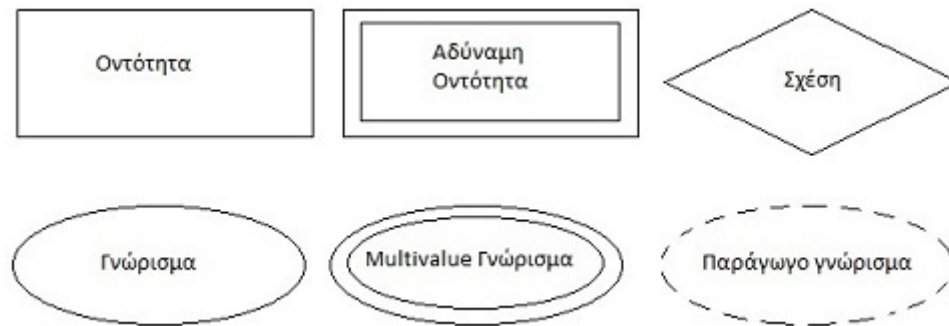 Οντότητα
Αδύναμη
Οντότητα
Σχέση
Γνώρισμα
Multivalue Γνώρισμα
Παράγωγο γνώρισμα